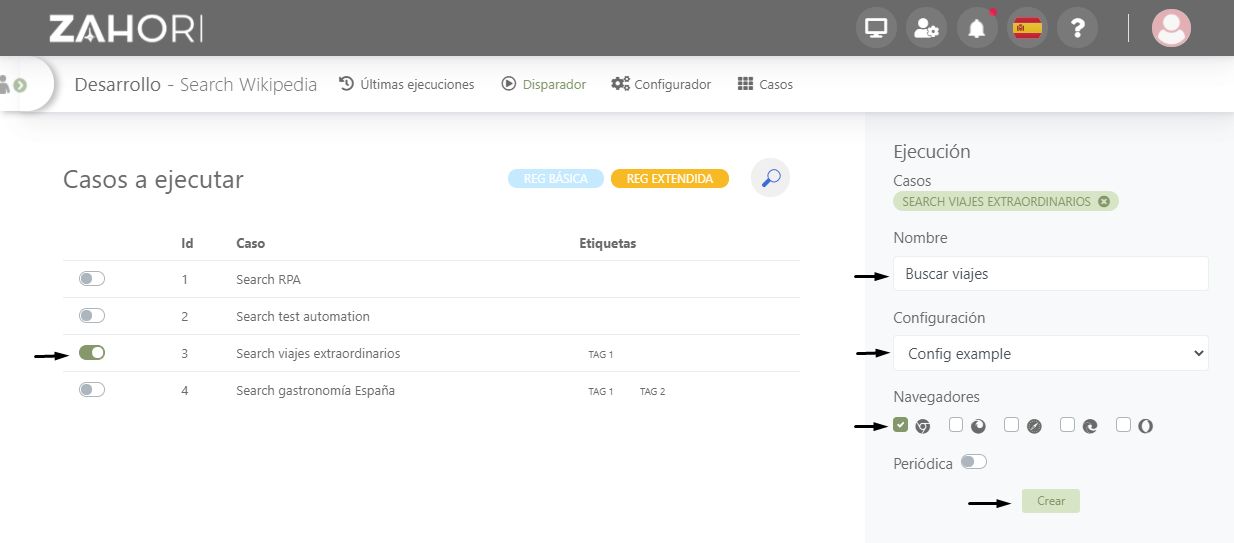 ZAHORI
Desarrollo - Search Wikipedia
Últimas ejecuciones
Disparador
Configurador
Casos
Casos a ejecutar
REG BÁSICA
REG EXTENDIDA
Id Caso Etiquetas
1 Search RPA
2 Search test automation
3 Search viajes extraordinarios TAG 1
4 Search gastronomía España TAG 1 TAG 2
Ejecución
Casos
SEARCH VIAJES EXTRAORDINARIOS
Nombre
Buscar viajes
Configuración
Config example
Navegadores
Periódica
Crear